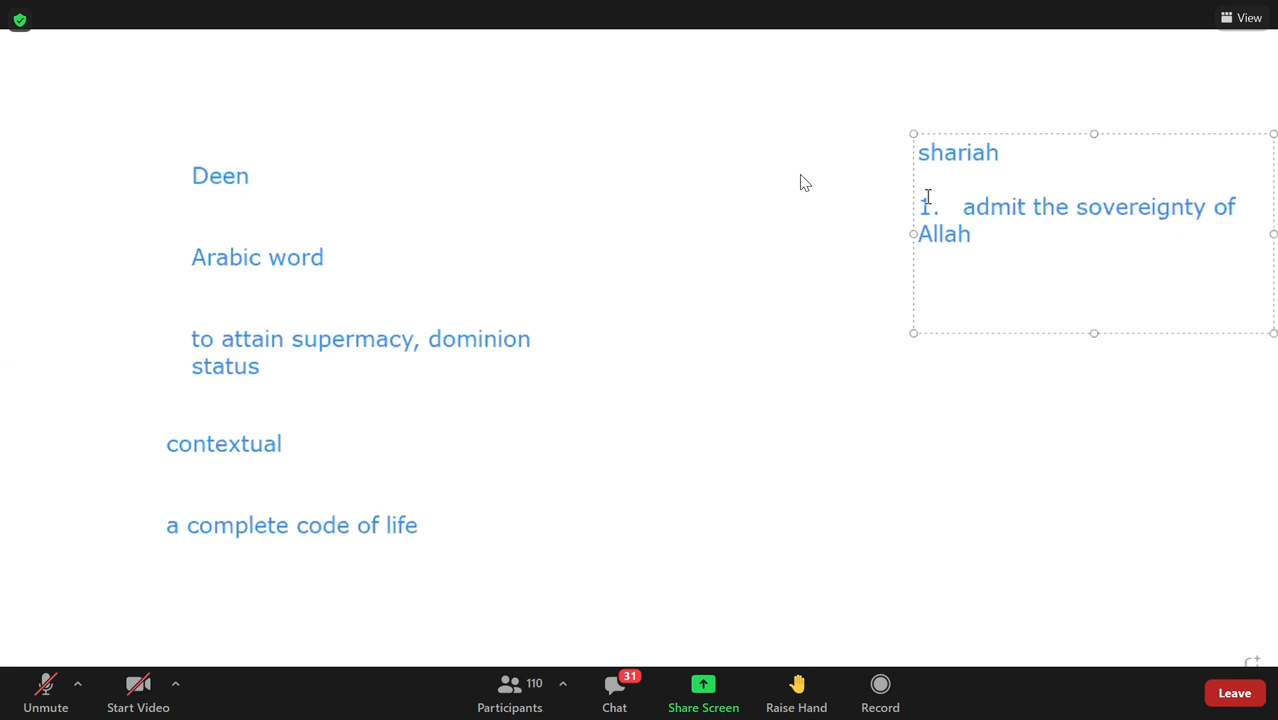 View
Deen
Arabic word
to attain supermacy, dominion
status
contextual
a complete code of life
shariah
1. admit the sovereignty of
Allah
Unmute
Start Video
110
Participants
31
Chat
Share Screen
Raise Hand
Record
Leave